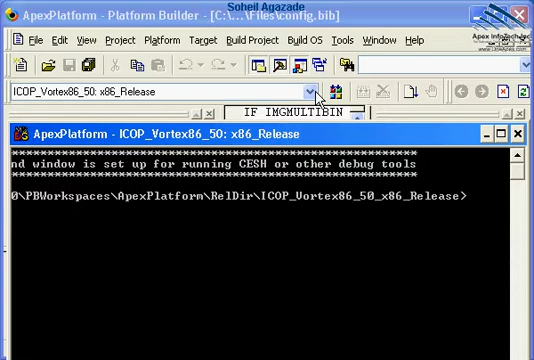 Soheil Agazade
ApexPlatform - Platform Builder - [C:\...\Files\config.bib]
File Edit View Project Platform Target Build Project Build OS Tools Window Help
ICOP_Vortex86_50: x86_Release
IF IMGMULTIBIN
ApexPlatform - ICOP_Vortex86_50: x86_Release
nd window is set up for running CESH or other debug tools
0\PBWorkspaces\ApexPlatform\RelDir\ICOP_Vortex86_50_x86_Release>